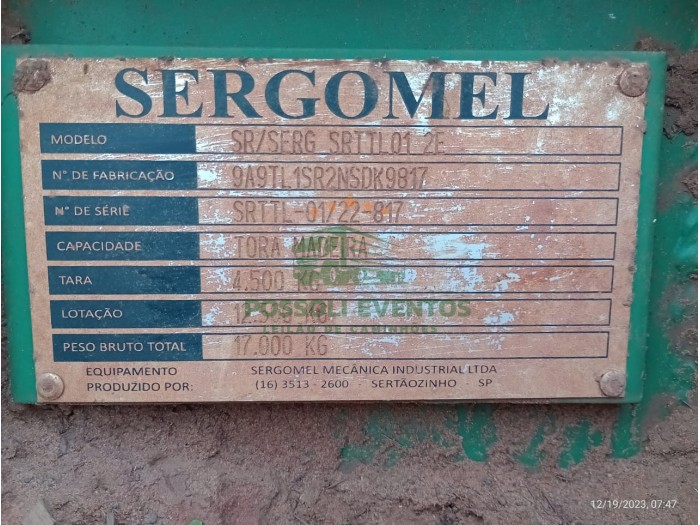 SERGOMEL
MODELO SR/SERG SRTTL01 2E
N° DE FABRICAÇÃO 9A9TL1SR2NSDK9817
N° DE SÉRIE SRTTL-01/22-817
CAPACIDADE TORA MADEIRA
TARA 4.500 KG
LOTAÇÃO KG
POSSOLI EVENTOS
LEILÃO DE CAMINHÕES
PESO BRUTO TOTAL 17.000 KG
EQUIPAMENTO PRODUZIDO POR:
SERGOMEL MECÂNICA INDUSTRIAL LTDA
(16) 3513 - 2600 - SERTÃOZINHO - SP
12/19/2023, 07:47